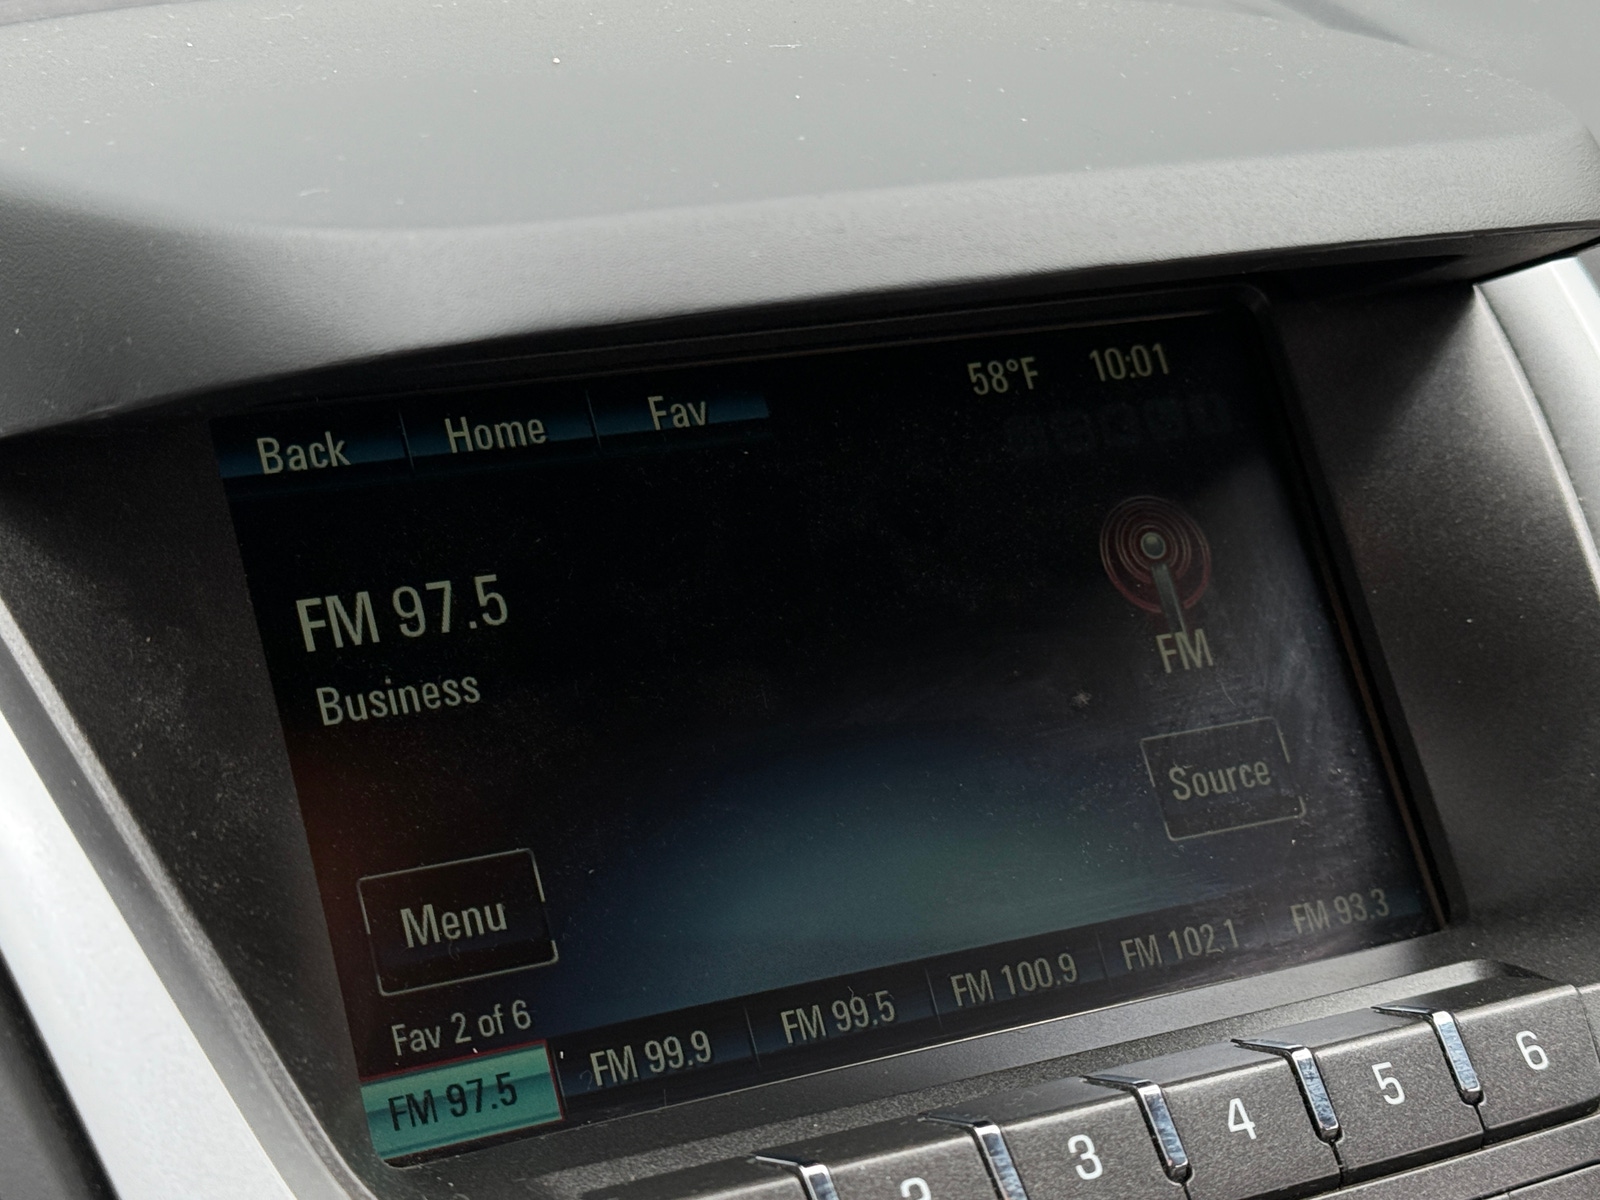 Back Home Fav 58°F 10:01
FM 97.5
Business
FM
Source
Menu
Fav 2 of 6
FM 97.5 FM 99.9 FM 99.5 FM 100.9 FM 102.1 FM 93.3
2 3 4 5 6